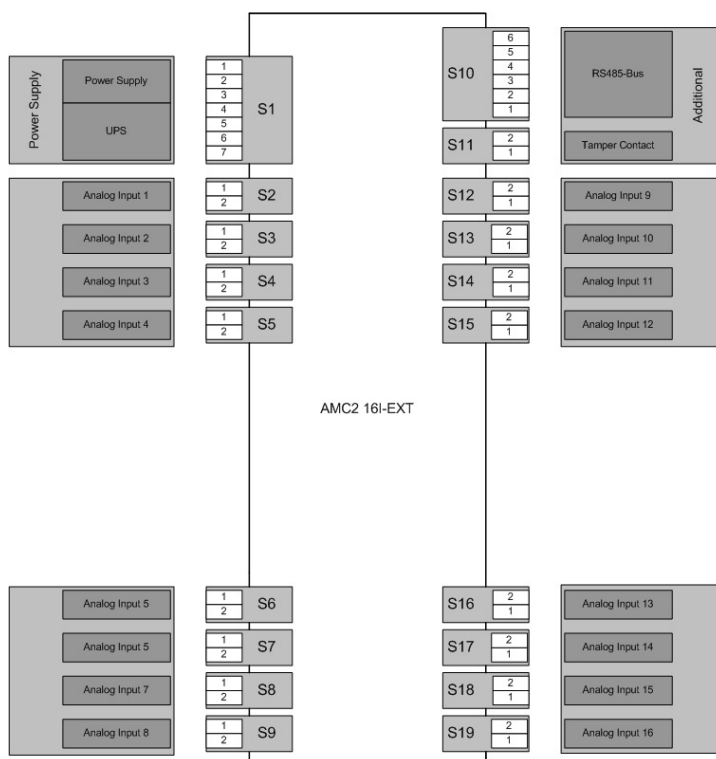 Power Supply
Power Supply
UPS
1
2
3
4
5
6
7
S1
Analog Input 1
1
2
S2
Analog Input 2
1
2
S3
Analog Input 3
1
2
S4
Analog Input 4
1
2
S5
S10
6
5
4
3
2
1
RS485-Bus
Additional
S11
2
1
Tamper Contact
S12
2
1
Analog Input 9
S13
2
1
Analog Input 10
S14
2
1
Analog Input 11
S15
2
1
Analog Input 12
AMC2 16I-EXT
Analog Input 5
1
2
S6
Analog Input 5
1
2
S7
Analog Input 7
1
2
S8
Analog Input 8
1
2
S9
S16
2
1
Analog Input 13
S17
2
1
Analog Input 14
S18
2
1
Analog Input 15
S19
2
1
Analog Input 16